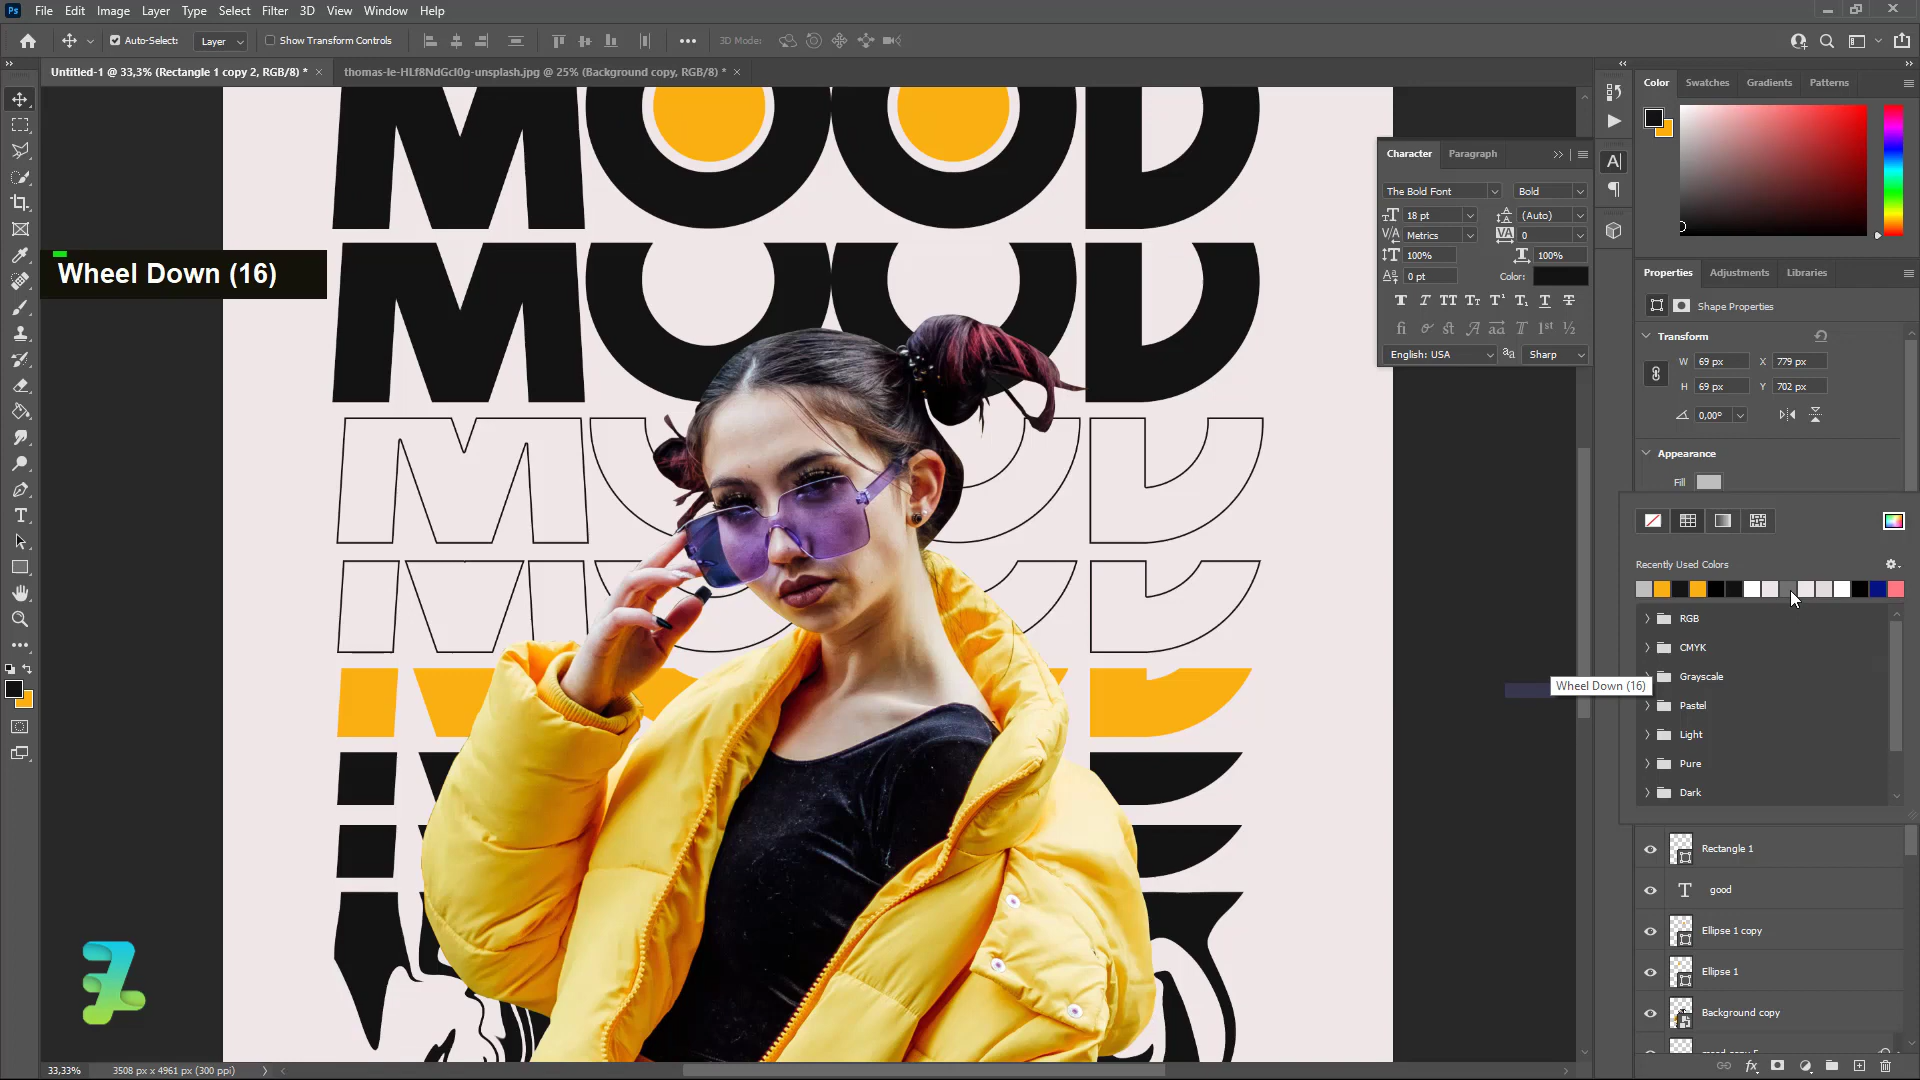 Ps File Edit Image Layer Type Select Filter 3D View Window Help
Auto-Select: Layer Show Transform Controls 3D Mode:
Untitled-1 @ 33,3% (Rectangle 1 copy 2, RGB/8) * × thomas-le-HLf8NdGcI0g-unsplash.jpg @ 25% (Background copy, RGB/8) * ×
Color Swatches Gradients Patterns
MOOD
MOOD
MOOD
Wheel Down (16)
Character Paragraph
The Bold Font Bold
18 pt (Auto)
Metrics 0
100% 100%
0 pt Color:
English: USA aa Sharp
Properties Adjustments Libraries
Shape Properties
Transform
W 69 px X 779 px
H 69 px Y 702 px
0,00°
Appearance
Fill
Recently Used Colors
RGB
CMYK
Grayscale
Wheel Down (16)
Pastel
Light
Pure
Dark
Rectangle 1
good
Ellipse 1 copy
Ellipse 1
Background copy
33,33% 3508 px x 4961 px (300 ppi)